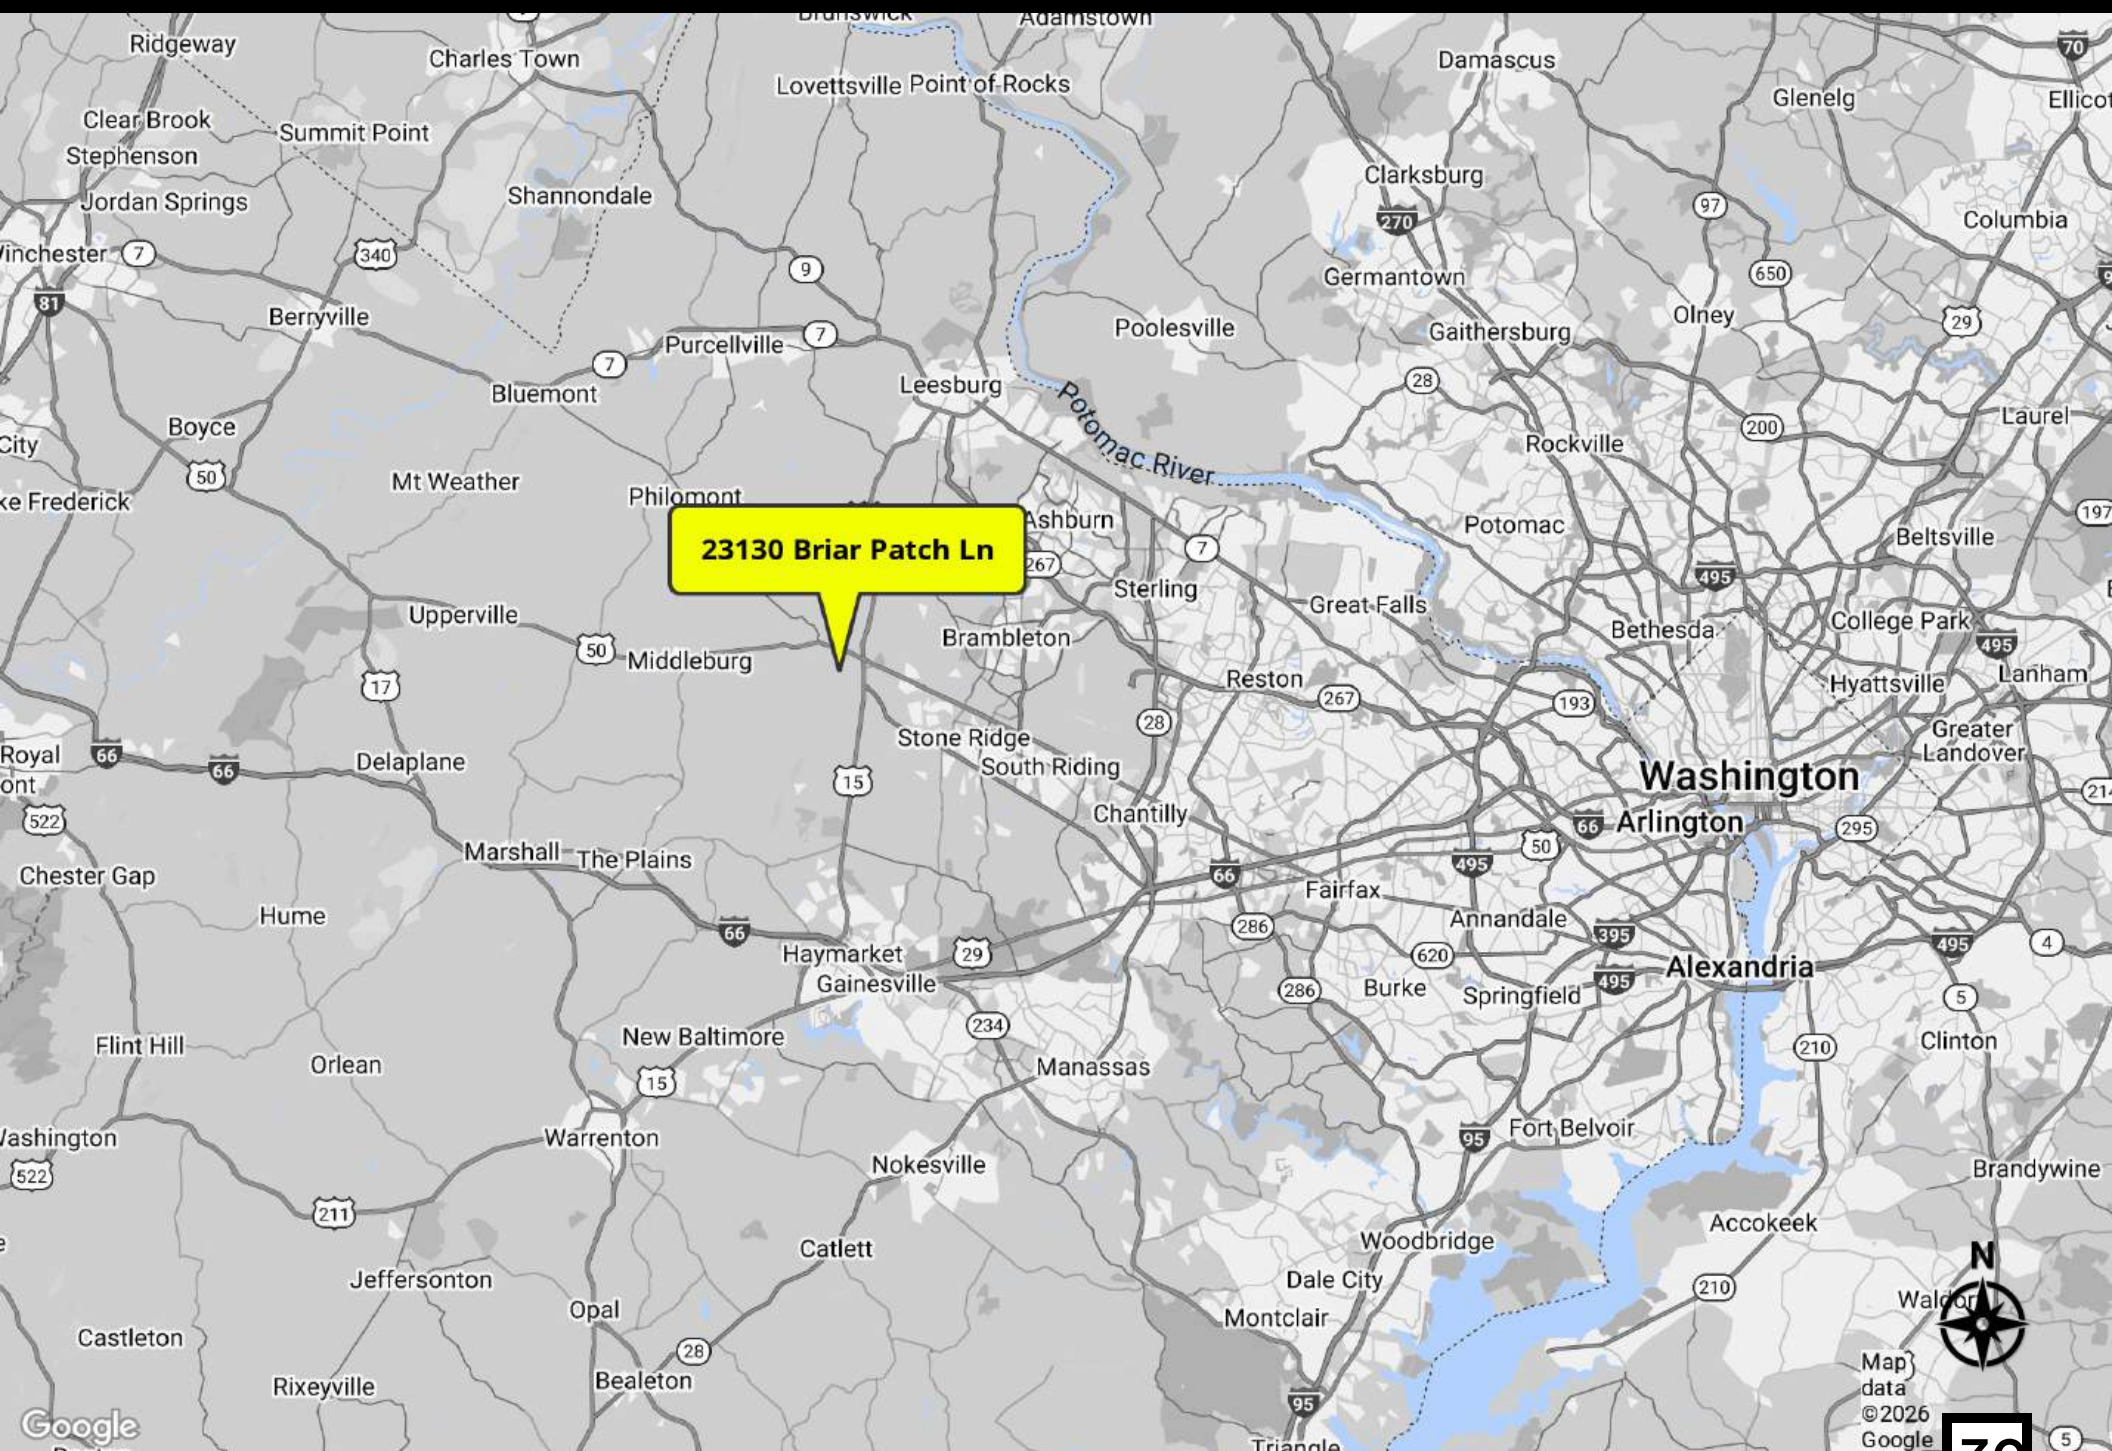 Brunswick
Adamstown
Ridgeway
Charles Town
Damascus
70
Lovettsville
Point of Rocks
Glenelg
Clear Brook
Summit Point
Stephenson
Clarksburg
Jordan Springs
Shannondale
97
270
Columbia
7
340
9
Germantown
650
81
Berryville
Purcellville
7
Poolesville
Gaithersburg
Olney
29
7
Bluemont
Leesburg
28
Potomac River
Boyce
200
Laurel
City
Rockville
50
Mt Weather
Philomont
Potomac
197
Ashburn
23130 Briar Patch Ln
267
7
Beltsville
495
Sterling
Great Falls
Upperville
Brambleton
Bethesda
College Park
495
50
Middleburg
Reston
267
193
Hyattsville
Lanham
17
28
Greater
Landover
Stone Ridge
South Riding
Royal
66
66
Delaplane
15
Washington
Chantilly
522
66
Arlington
295
50
Marshall
The Plains
495
66
Fairfax
Chester Gap
Hume
Annandale
286
395
66
495
4
Haymarket
29
620
Gainesville
Alexandria
286
Burke
Springfield
495
5
234
New Baltimore
Flint Hill
Orlean
Manassas
210
Clinton
15
Warrenton
95
Fort Belvoir
522
Nokesville
Brandywine
211
Catlett
Woodbridge
Accokeek
N
Jeffersonton
Dale City
210
Opal
Montclair
Castleton
28
Rixeyville
Bealeton
95
Map
data
©2026
Google
Google
5
Triangle